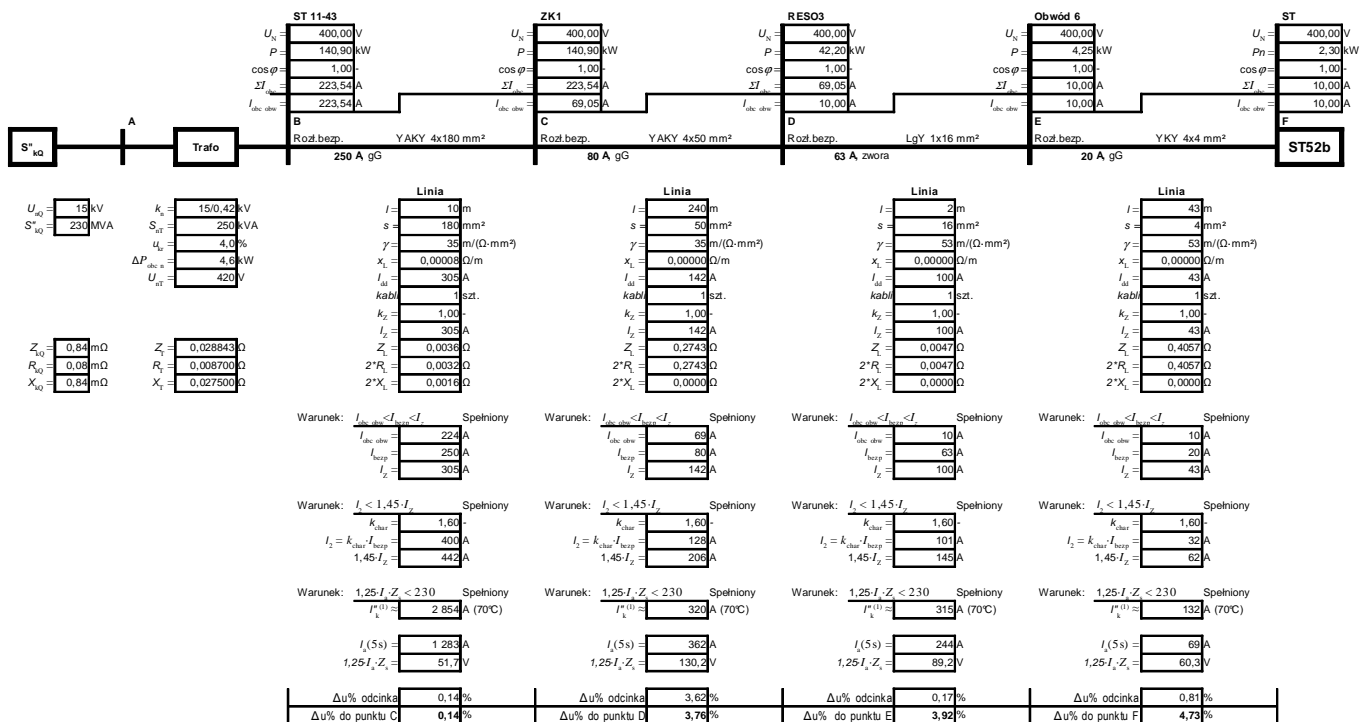 ST 11-43 ZK1 RESO3 Obwód 6 ST
U_N = 400,00 V U_N = 400,00 V U_N = 400,00 V U_N = 400,00 V U_N = 400,00 V
P = 140,90 kW P = 140,90 kW P = 42,20 kW P = 4,25 kW Pn = 2,30 kW
cosφ = 1,00 - cosφ = 1,00 - cosφ = 1,00 - cosφ = 1,00 - cosφ = 1,00 -
ΣI_obc = 223,54 A ΣI_obc = 223,54 A ΣI_obc = 69,05 A ΣI_obc = 10,00 A ΣI_obc = 10,00 A
I_obc obw = 223,54 A I_obc obw = 69,05 A I_obc obw = 10,00 A I_obc obw = 10,00 A I_obc obw = 10,00 A
A B C D E F
Rozł.bezp. YAKY 4x180 mm² Rozł.bezp. YAKY 4x50 mm² Rozł.bezp. LgY 1x16 mm² Rozł.bezp. YKY 4x4 mm²
S"_kQ Trafo ST52b
250 A, gG 80 A, gG 63 A, zwora 20 A, gG
Linia Linia Linia Linia
U_nQ = 15 kV k_n = 15/0,42 kV l = 10 m l = 240 m l = 2 m l = 43 m
S"_kQ = 230 MVA S_nT = 250 kVA s = 180 mm² s = 50 mm² s = 16 mm² s = 4 mm²
u_kr = 4,0 % γ = 35 m/(Ω·mm²) γ = 35 m/(Ω·mm²) γ = 53 m/(Ω·mm²) γ = 53 m/(Ω·mm²)
ΔP_obc n = 4,6 kW x_L = 0,00008 Ω/m x_L = 0,00000 Ω/m x_L = 0,00000 Ω/m x_L = 0,00000 Ω/m
U_nT = 420 V I_dd = 305 A I_dd = 142 A I_dd = 100 A I_dd = 43 A
kabli 1 szt. kabli 1 szt. kabli 1 szt. kabli 1 szt.
k_Z = 1,00 - k_Z = 1,00 - k_Z = 1,00 - k_Z = 1,00 -
I_Z = 305 A I_Z = 142 A I_Z = 100 A I_Z = 43 A
Z_kQ = 0,84 mΩ Z_T = 0,028843 Ω Z_L = 0,0036 Ω Z_L = 0,2743 Ω Z_L = 0,0047 Ω Z_L = 0,4057 Ω
R_kQ = 0,08 mΩ R_T = 0,008700 Ω 2*R_L = 0,0032 Ω 2*R_L = 0,2743 Ω 2*R_L = 0,0047 Ω 2*R_L = 0,4057 Ω
X_kQ = 0,84 mΩ X_T = 0,027500 Ω 2*X_L = 0,0016 Ω 2*X_L = 0,0000 Ω 2*X_L = 0,0000 Ω 2*X_L = 0,0000 Ω
Warunek: I_obc obw<I_bezp<I_z Spełniony Warunek: I_obc obw<I_bezp<I_z Spełniony Warunek: I_obc obw<I_bezp<I_z Spełniony Warunek: I_obc obw<I_bezp<I_z Spełniony
I_obc obw = 224 A I_obc obw = 69 A I_obc obw = 10 A I_obc obw = 10 A
I_bezp = 250 A I_bezp = 80 A I_bezp = 63 A I_bezp = 20 A
I_Z = 305 A I_Z = 142 A I_Z = 100 A I_Z = 43 A
Warunek: I_2 < 1,45·I_Z Spełniony Warunek: I_2 < 1,45·I_Z Spełniony Warunek: I_2 < 1,45·I_Z Spełniony Warunek: I_2 < 1,45·I_Z Spełniony
k_char = 1,60 - k_char = 1,60 - k_char = 1,60 - k_char = 1,60 -
I_2 = k_char·I_bezp = 400 A I_2 = k_char·I_bezp = 128 A I_2 = k_char·I_bezp = 101 A I_2 = k_char·I_bezp = 32 A
1,45·I_Z = 442 A 1,45·I_Z = 206 A 1,45·I_Z = 145 A 1,45·I_Z = 62 A
Warunek: 1,25·I_a·Z_s < 230 Spełniony Warunek: 1,25·I_a·Z_s < 230 Spełniony Warunek: 1,25·I_a·Z_s < 230 Spełniony Warunek: 1,25·I_a·Z_s < 230 Spełniony
I"_k^(1) ≈ 2 854 A (70°C) I"_k^(1) ≈ 320 A (70°C) I"_k^(1) ≈ 315 A (70°C) I"_k^(1) ≈ 132 A (70°C)
I_a(5s) = 1 283 A I_a(5s) = 362 A I_a(5s) = 244 A I_a(5s) = 69 A
1,25·I_a·Z_s = 51,7 V 1,25·I_a·Z_s = 130,2 V 1,25·I_a·Z_s = 89,2 V 1,25·I_a·Z_s = 60,3 V
Δu% odcinka 0,14 % Δu% odcinka 3,62 % Δu% odcinka 0,17 % Δu% odcinka 0,81 %
Δu% do punktu C 0,14 % Δu% do punktu D 3,76 % Δu% do punktu E 3,92 % Δu% do punktu F 4,73 %